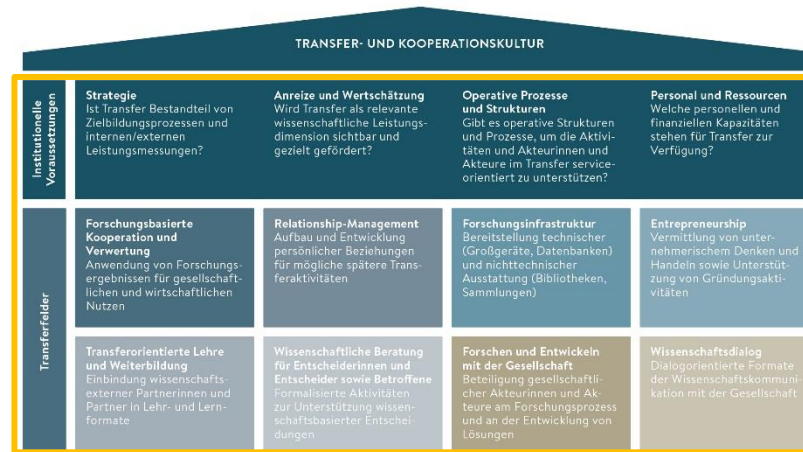 TRANSFER- UND KOOPERATIONSKULTUR
Institutionelle
Voraussetzungen
Strategie
Ist Transfer Bestandteil von
Zielbildungsprozessen und
internen/externen
Leistungsmessungen?
Anreize und Wertschätzung
Wird Transfer als relevante
wissenschaftliche Leistungs-
dimension sichtbar und
gezielt gefördert?
Operative Prozesse
und Strukturen
Gibt es operative Strukturen
und Prozesse, um die Aktivi-
täten und Akteurinnen und
Akteure im Transfer service-
orientiert zu unterstützen?
Personal und Ressourcen
Welche personellen und
finanziellen Kapazitäten
stehen für Transfer zur
Verfügung?
Transferfelder
Forschungsbasierte
Kooperation und
Verwertung
Anwendung von Forschungs-
ergebnissen für gesellschaft-
lichen und wirtschaftlichen
Nutzen
Relationship-Management
Aufbau und Entwicklung
persönlicher Beziehungen
für mögliche spätere Trans-
feraktivitäten
Forschungsinfrastruktur
Bereitstellung technischer
(Großgeräte, Datenbanken)
und nichttechnischer
Ausstattung (Bibliotheken,
Sammlungen)
Entrepreneurship
Vermittlung von unter-
nehmerischem Denken und
Handeln sowie Unterstüt-
zung von Gründungsakti-
vitäten
Transferorientierte Lehre
und Weiterbildung
Einbindung wissenschafts-
externer Partnerinnen und
Partner in Lehr- und Lern-
formate
Wissenschaftliche Beratung
für Entscheiderinnen und
Entscheider sowie Betroffene
Formalisierte Aktivitäten
zur Unterstützung wissen-
schaftsbasierter Entschei-
dungen
Forschen und Entwickeln
mit der Gesellschaft
Beteiligung gesellschaftli-
cher Akteurinnen und Ak-
teure am Forschungsprozess
und an der Entwicklung von
Lösungen
Wissenschaftsdialog
Dialogorientierte Formate
der Wissenschaftskommu-
nikation mit der Gesellschaft